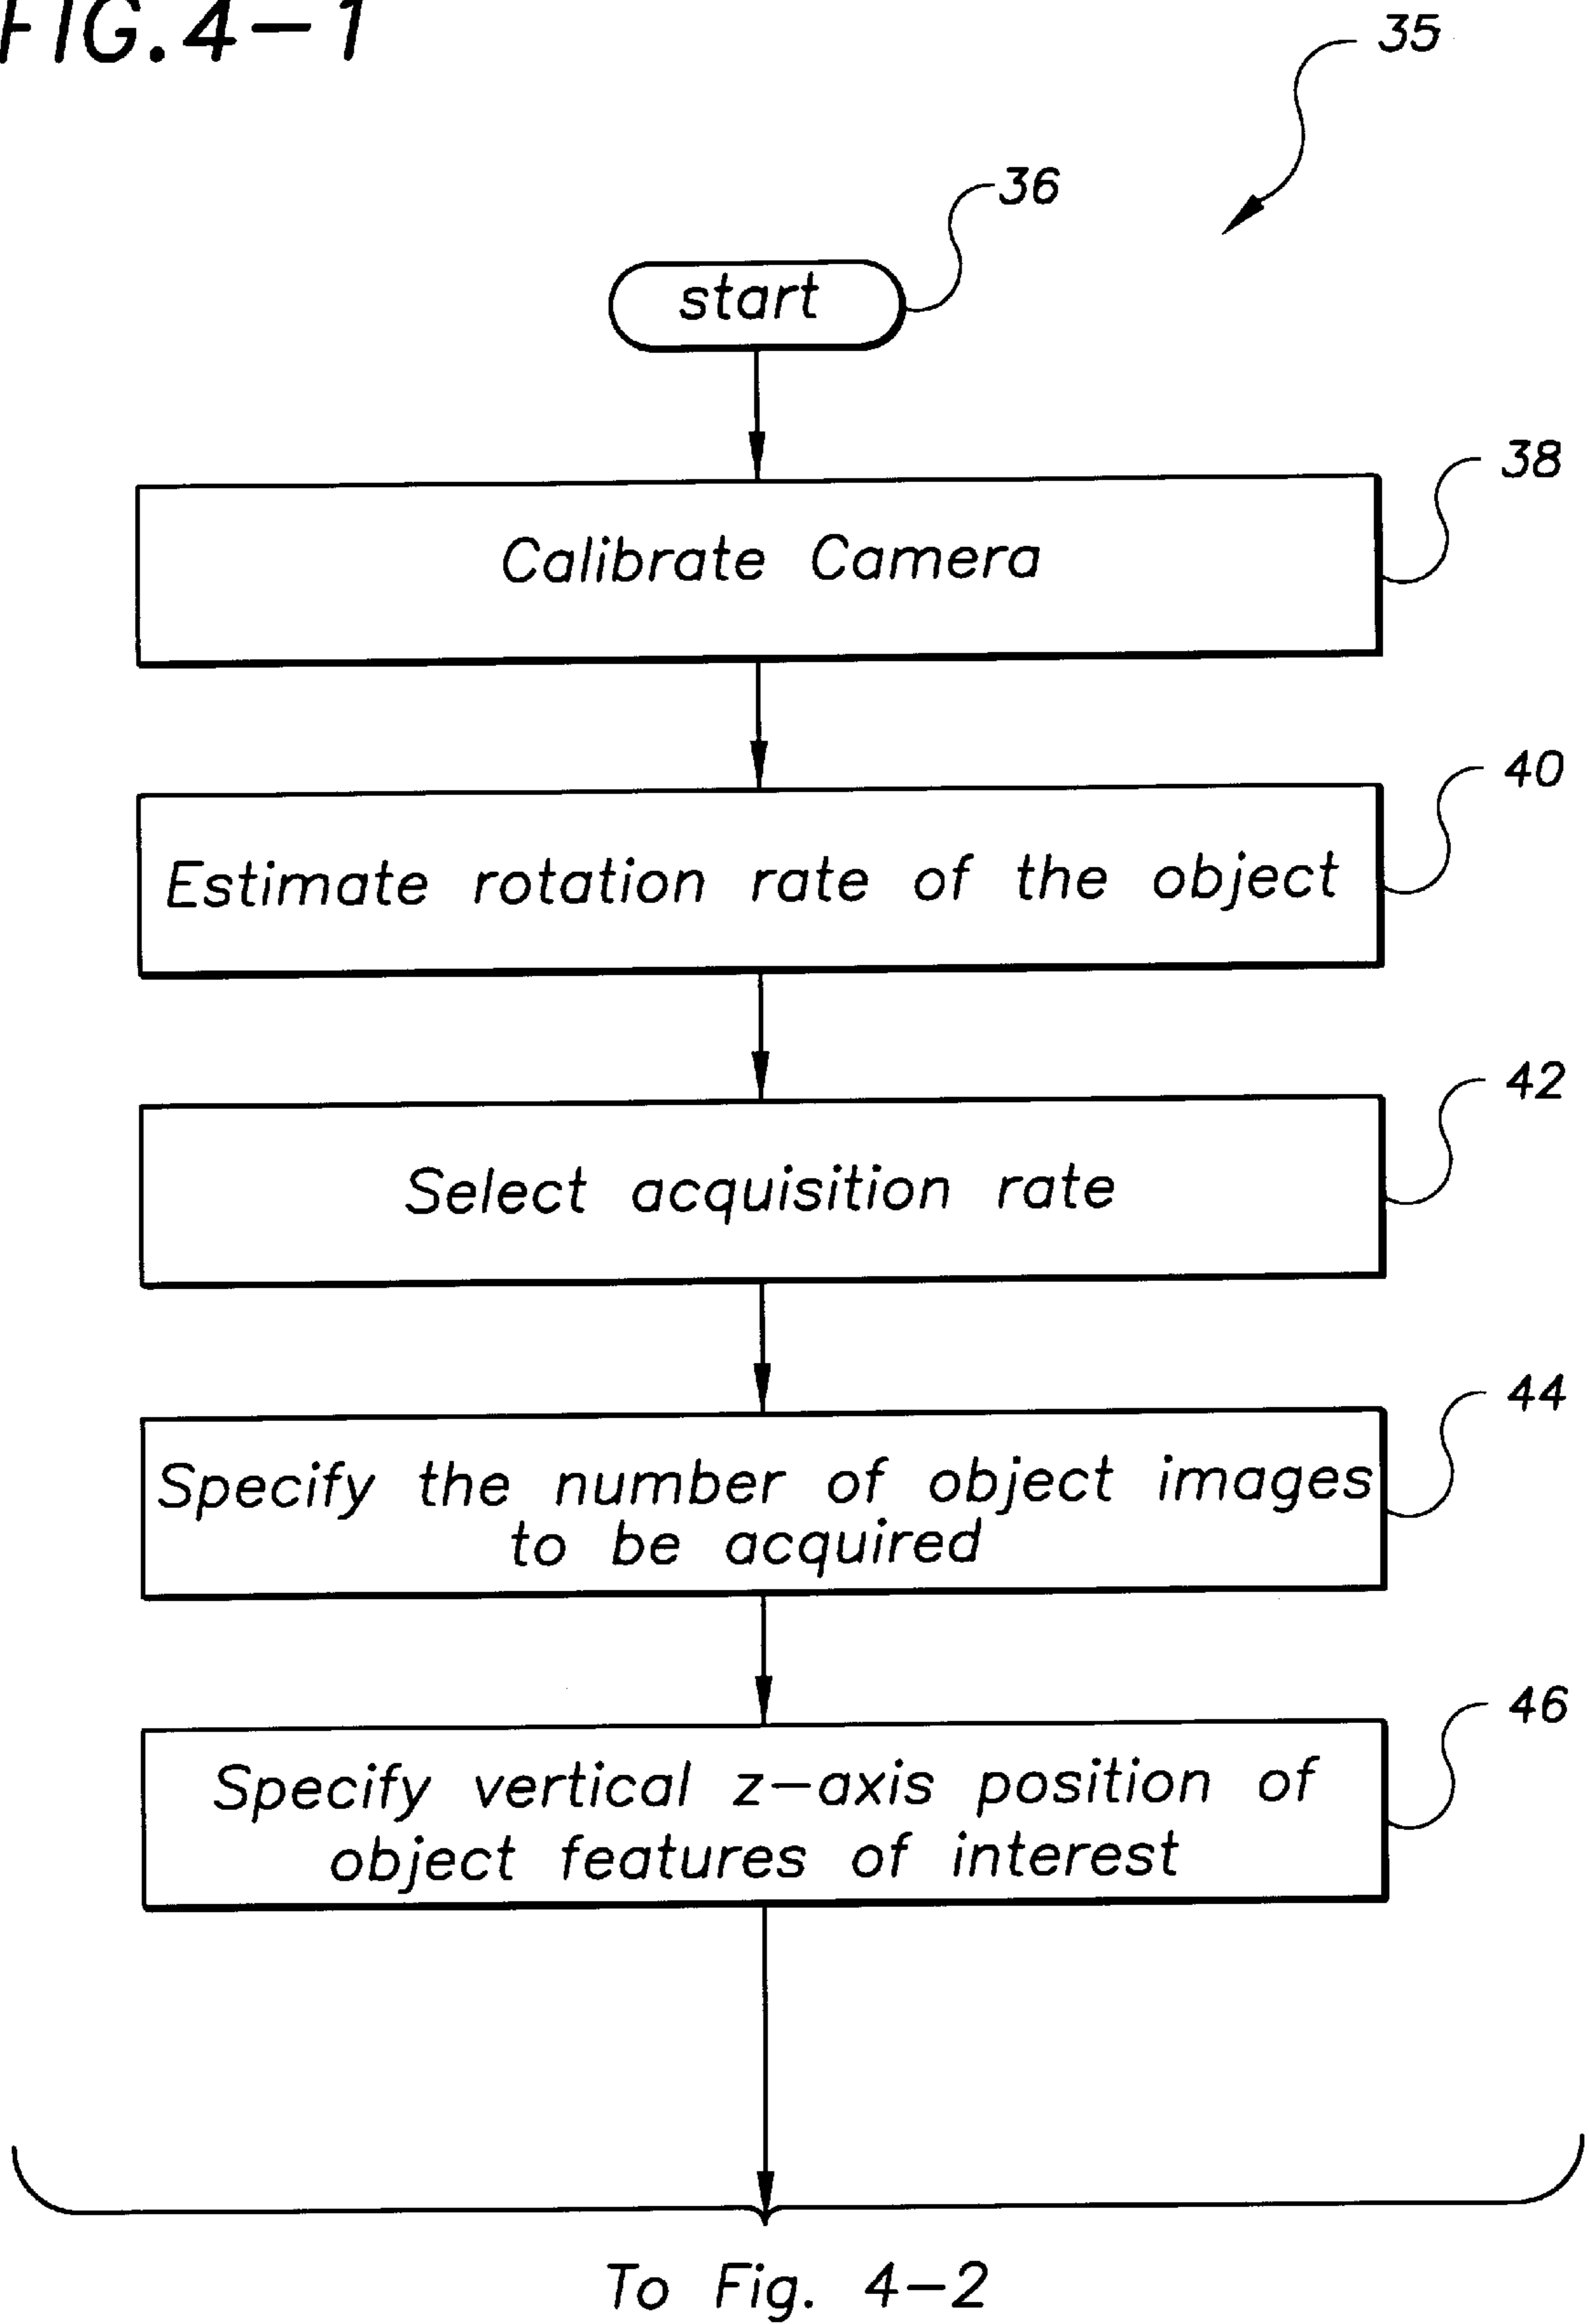 FIG.4-1
35
36
start
38
Calibrate Camera
40
Estimate rotation rate of the object
42
Select acquisition rate
44
Specify the number of object images
to be acquired
46
Specify vertical z-axis position of
object features of interest
To Fig. 4-2